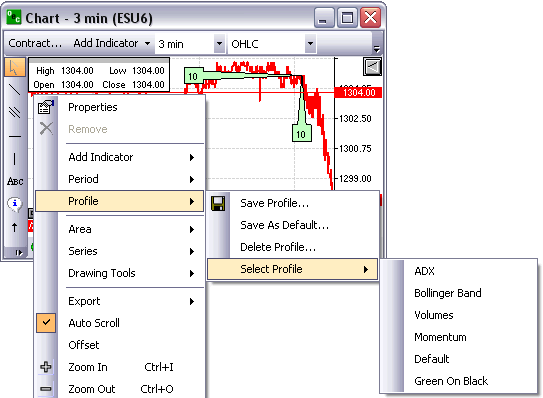 Chart - 3 min (ESU6)
Contract... Add Indicator 3 min OHLC
High 1304.00 Low 1304.00
Open 1304.00 Close 1304.00
10
10
1304.00
1302.50
1300.75
1299.00
ABC
Properties
Remove
Add Indicator
Period
Profile
Area
Series
Drawing Tools
Export
Auto Scroll
Offset
Zoom In Ctrl+I
Zoom Out Ctrl+O
Save Profile...
Save As Default...
Delete Profile...
Select Profile
ADX
Bollinger Band
Volumes
Momentum
Default
Green On Black